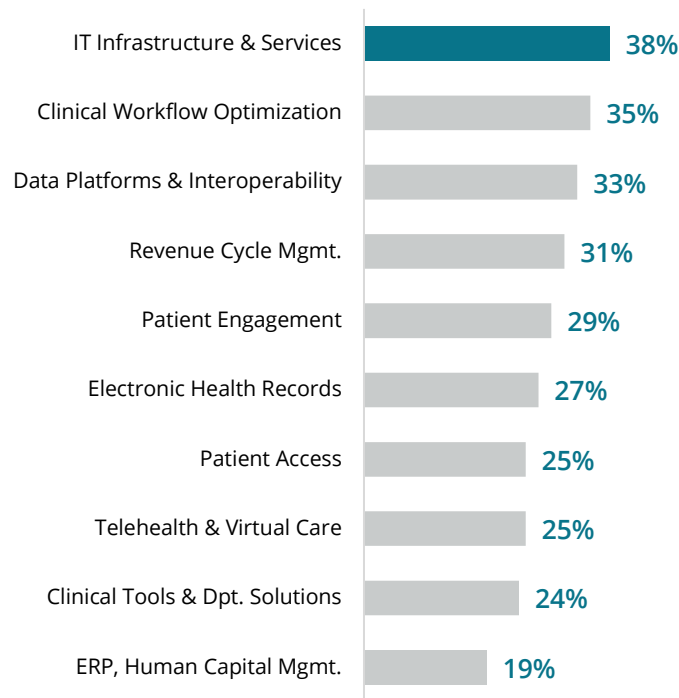 IT Infrastructure & Services 38%
Clinical Workflow Optimization 35%
Data Platforms & Interoperability 33%
Revenue Cycle Mgmt. 31%
Patient Engagement 29%
Electronic Health Records 27%
Patient Access 25%
Telehealth & Virtual Care 25%
Clinical Tools & Dpt. Solutions 24%
ERP, Human Capital Mgmt. 19%